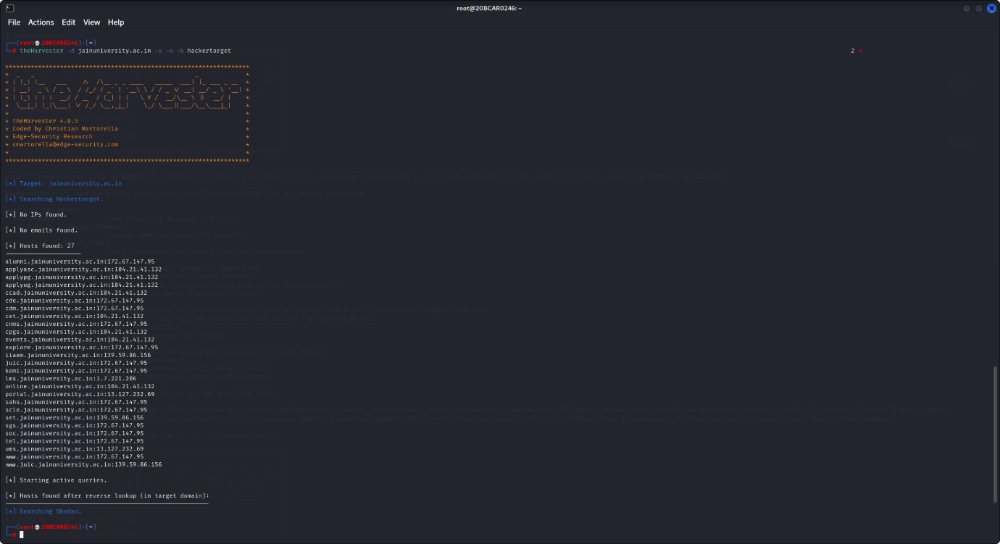 root@20BCAR0246: ~
File Actions Edit View Help
┌──(root💀20BCAR0246)-[~]
└─# theHarvester -d jainuniversity.ac.in -s -n -b hackertarget 2 ⨯
*******************************************************************
* theHarvester 4.0.3 *
* Coded by Christian Martorella *
* Edge-Security Research *
* cmartorella@edge-security.com *
* *
*******************************************************************
[*] Target: jainuniversity.ac.in
[*] Searching Hackertarget.
[*] No IPs found.
[*] No emails found.
[*] Hosts found: 27
---------------------
alumni.jainuniversity.ac.in:172.67.147.95
applyasc.jainuniversity.ac.in:104.21.41.132
applypg.jainuniversity.ac.in:104.21.41.132
applyug.jainuniversity.ac.in:104.21.41.132
ccad.jainuniversity.ac.in:104.21.41.132
cde.jainuniversity.ac.in:172.67.147.95
cdm.jainuniversity.ac.in:172.67.147.95
cet.jainuniversity.ac.in:104.21.41.132
cnms.jainuniversity.ac.in:172.67.147.95
cpgs.jainuniversity.ac.in:104.21.41.132
events.jainuniversity.ac.in:104.21.41.132
explore.jainuniversity.ac.in:172.67.147.95
iiaem.jainuniversity.ac.in:139.59.86.156
juic.jainuniversity.ac.in:172.67.147.95
kemi.jainuniversity.ac.in:172.67.147.95
lms.jainuniversity.ac.in:3.7.221.206
online.jainuniversity.ac.in:104.21.41.132
portal.jainuniversity.ac.in:13.127.232.69
sahs.jainuniversity.ac.in:172.67.147.95
scle.jainuniversity.ac.in:172.67.147.95
set.jainuniversity.ac.in:139.59.86.156
sgs.jainuniversity.ac.in:172.67.147.95
soc.jainuniversity.ac.in:172.67.147.95
tel.jainuniversity.ac.in:172.67.147.95
ums.jainuniversity.ac.in:13.127.232.69
www.jainuniversity.ac.in:172.67.147.95
www.juic.jainuniversity.ac.in:139.59.86.156
[*] Starting active queries.
[*] Hosts found after reverse lookup (in target domain):
--------------------------------------------------------
[*] Searching Shodan.
┌──(root💀20BCAR0246)-[~]
└─#